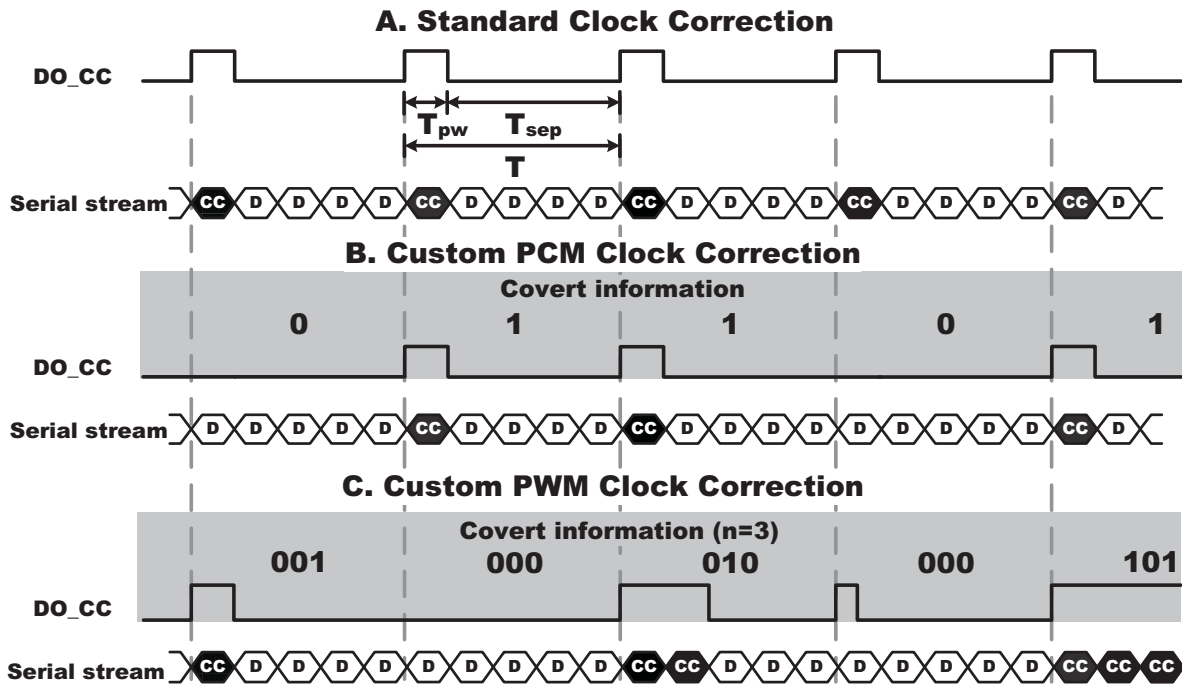 A. Standard Clock Correction
DO_CC
Tpw Tsep
T
Serial stream CC D D D D CC D D D D CC D D D D CC D D D D CC D
B. Custom PCM Clock Correction
Covert information
0 1 1 0 1
DO_CC
Serial stream D D D D D CC D D D D CC D D D D D D D D D CC D
C. Custom PWM Clock Correction
Covert information (n=3)
001 000 010 000 101
DO_CC
Serial stream CC D D D D D D D D D CC CC D D D D D D D D CC CC CC